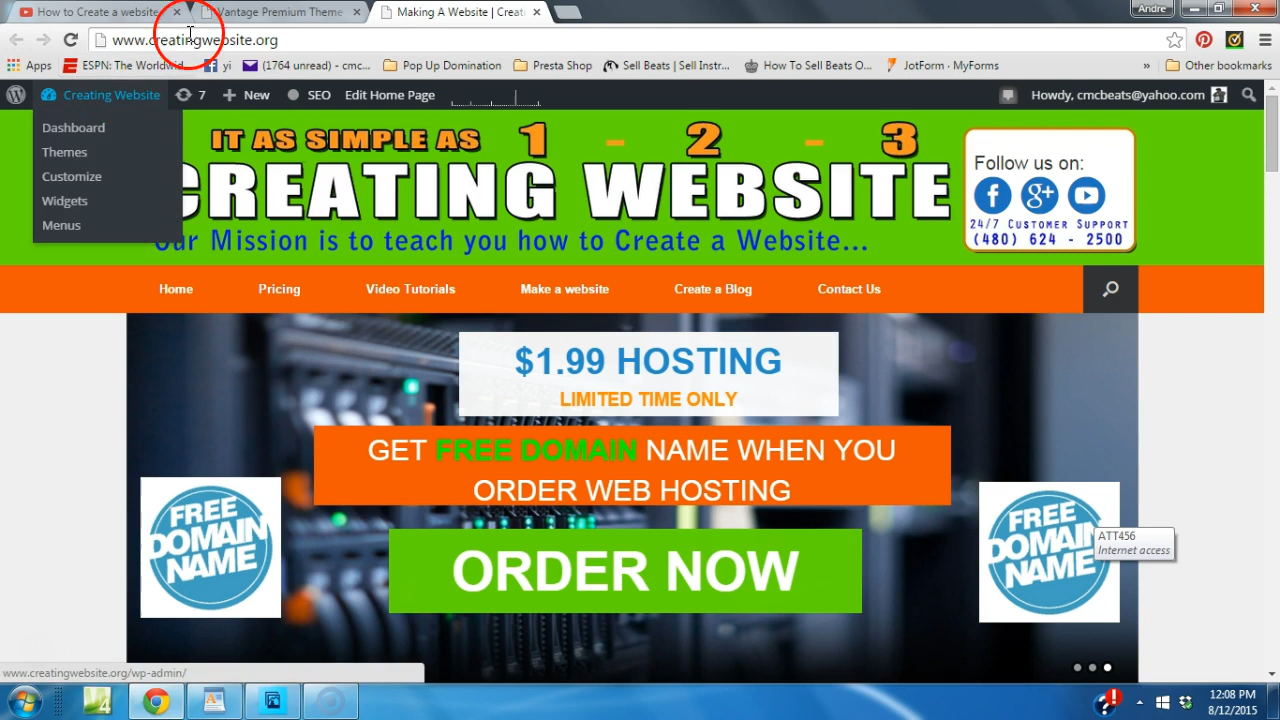 How to Create a website
Vantage Premium Theme
Making A Website | Creati
Andre
www.creatingwebsite.org
Apps
ESPN: The Worldwid...
yi
(1764 unread) - cmc...
Pop Up Domination
Presta Shop
Sell Beats | Sell Instr...
How To Sell Beats O...
JotForm · MyForms
»
Other bookmarks
Creating Website
7
New
SEO
Edit Home Page
Howdy, cmcbeats@yahoo.com
Dashboard
Themes
Customize
Widgets
Menus
IT AS SIMPLE AS 1 - 2 - 3
CREATING WEBSITE
Our Mission is to teach you how to Create a Website...
Follow us on:
24/7 Customer Support
(480) 624 - 2500
Home
Pricing
Video Tutorials
Make a website
Create a Blog
Contact Us
$1.99 HOSTING
LIMITED TIME ONLY
GET FREE DOMAIN NAME WHEN YOU
ORDER WEB HOSTING
ORDER NOW
FREE
DOMAIN
NAME
FREE
DOMAIN
NAME
ATT456
Internet access
www.creatingwebsite.org/wp-admin/
12:08 PM
8/12/2015